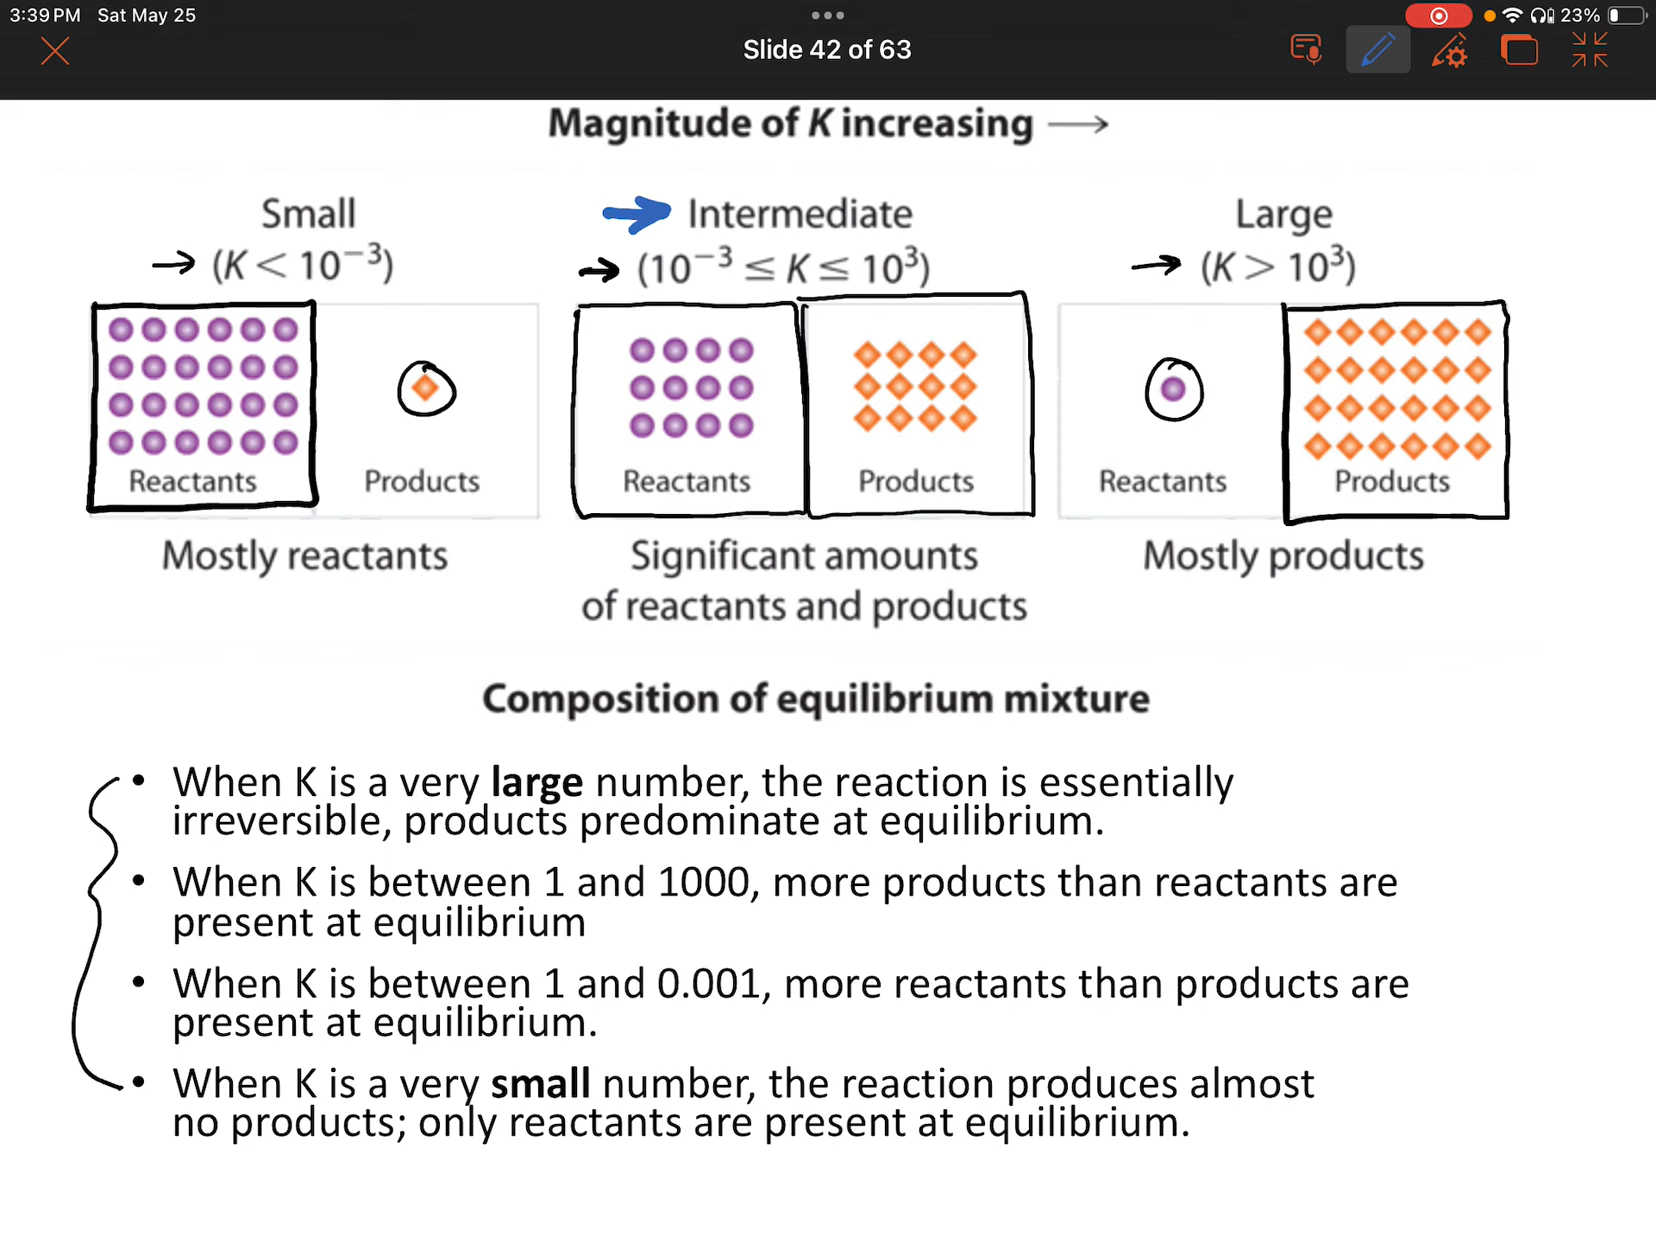 3:39 PM Sat May 25
23%
Slide 42 of 63
Magnitude of K increasing →
Small
Intermediate
Large
→ (K < 10⁻³)
→ (10⁻³ ≤ K ≤ 10³)
→ (K > 10³)
Reactants
Products
Reactants
Products
Reactants
Products
Mostly reactants
Significant amounts
of reactants and products
Mostly products
Composition of equilibrium mixture
• When K is a very large number, the reaction is essentially
irreversible, products predominate at equilibrium.
• When K is between 1 and 1000, more products than reactants are
present at equilibrium
• When K is between 1 and 0.001, more reactants than products are
present at equilibrium.
• When K is a very small number, the reaction produces almost
no products; only reactants are present at equilibrium.